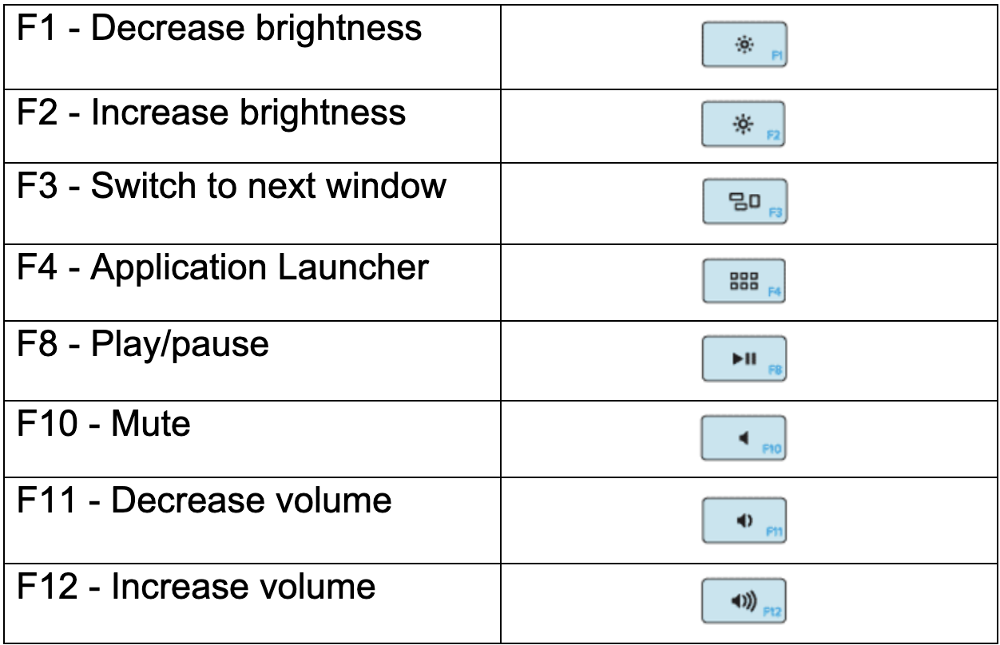 F1 - Decrease brightness
F1
F2 - Increase brightness
F2
F3 - Switch to next window
F3
F4 - Application Launcher
F4
F8 - Play/pause
F8
F10 - Mute
F10
F11 - Decrease volume
F11
F12 - Increase volume
F12